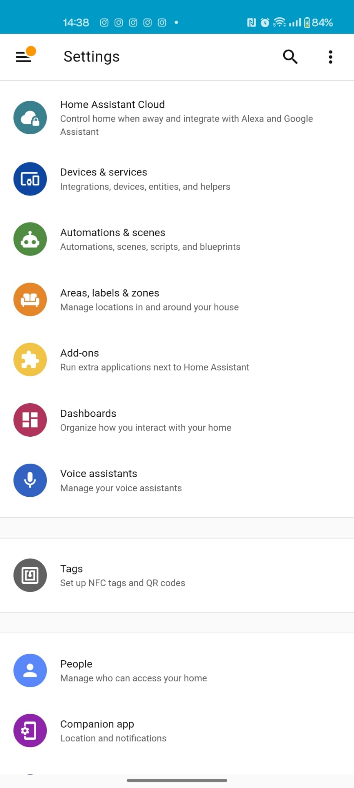 14:38
84%
Settings
Home Assistant Cloud
Control home when away and integrate with Alexa and Google
Assistant
Devices & services
Integrations, devices, entities, and helpers
Automations & scenes
Automations, scenes, scripts, and blueprints
Areas, labels & zones
Manage locations in and around your house
Add-ons
Run extra applications next to Home Assistant
Dashboards
Organize how you interact with your home
Voice assistants
Manage your voice assistants
Tags
Set up NFC tags and QR codes
People
Manage who can access your home
Companion app
Location and notifications